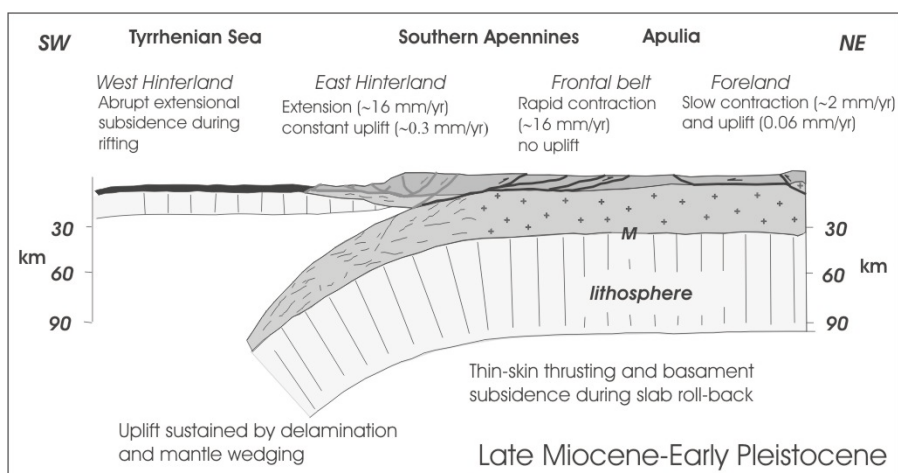 SW
Tyrrhenian Sea
Southern Apennines
Apulia
NE
West Hinterland
Abrupt extensional
subsidence during
rifting
East Hinterland
Extension (~16 mm/yr)
constant uplift (~0.3 mm/yr)
Frontal belt
Rapid contraction
(~16 mm/yr)
no uplift
Foreland
Slow contraction (~2 mm/yr)
and uplift (0.06 mm/yr)
30
km
60
90
M
lithosphere
30
60
km
90
Thin-skin thrusting and basament
subsidence during slab roll-back
Uplift sustained by delamination
and mantle wedging
Late Miocene-Early Pleistocene